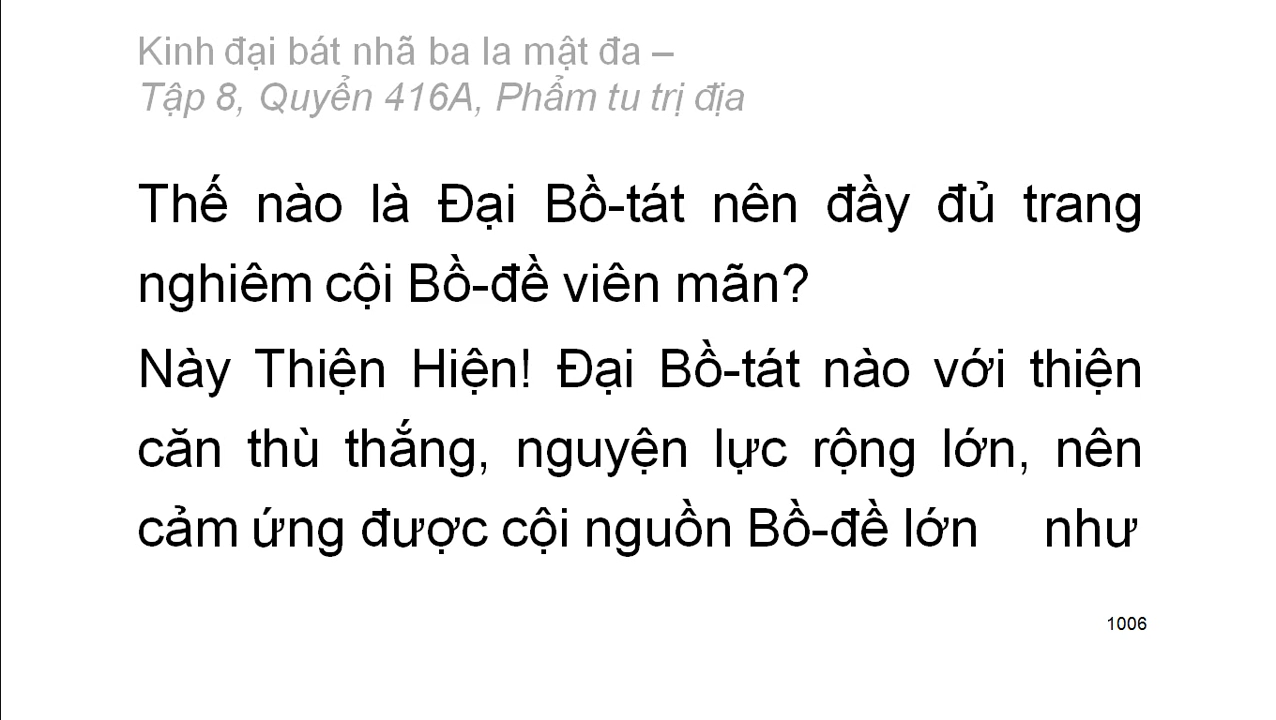 Kinh đại bát nhã ba la mật đa –
Tập 8, Quyển 416A, Phẩm tu trị địa
Thế nào là Đại Bồ-tát nên đầy đủ trang
nghiêm cội Bồ-đề viên mãn?
Này Thiện Hiện! Đại Bồ-tát nào với thiện
căn thù thắng, nguyện lực rộng lớn, nên
cảm ứng được cội nguồn Bồ-đề lớn như
1006